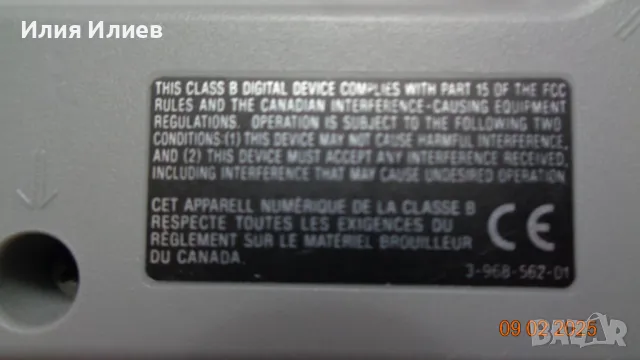 Илия Илиев
THIS CLASS B DIGITAL DEVICE COMPLIES WITH PART 15 OF THE FCC
RULES AND THE CANADIAN INTERFERENCE-CAUSING EQUIPMENT
REGULATIONS. OPERATION IS SUBJECT TO THE FOLLOWING TWO
CONDITIONS:(1) THIS DEVICE MAY NOT CAUSE HARMFUL INTERFERENCE,
AND (2) THIS DEVICE MUST ACCEPT ANY INTERFERENCE RECEIVED,
INCLUDING INTERFERENCE THAT MAY CAUSE UNDESIRED OPERATION
CET APPARELL NUMÉRIQUE DE LA CLASSE B
RESPECTE TOUTES LES EXIGENCES DU
RÈGLEMENT SUR LE MATÉRIEL BROUILLEUR
DU CANADA.
CE
3-968-562-01
09 02 2025
BAZAR